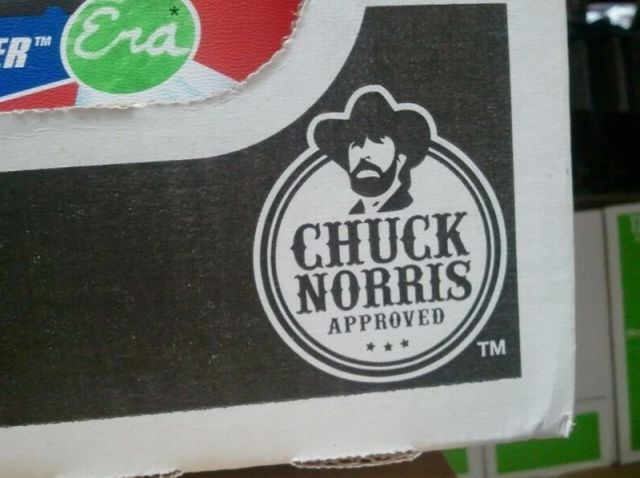 ER™
Era*
CHUCK
NORRIS
APPROVED
TM